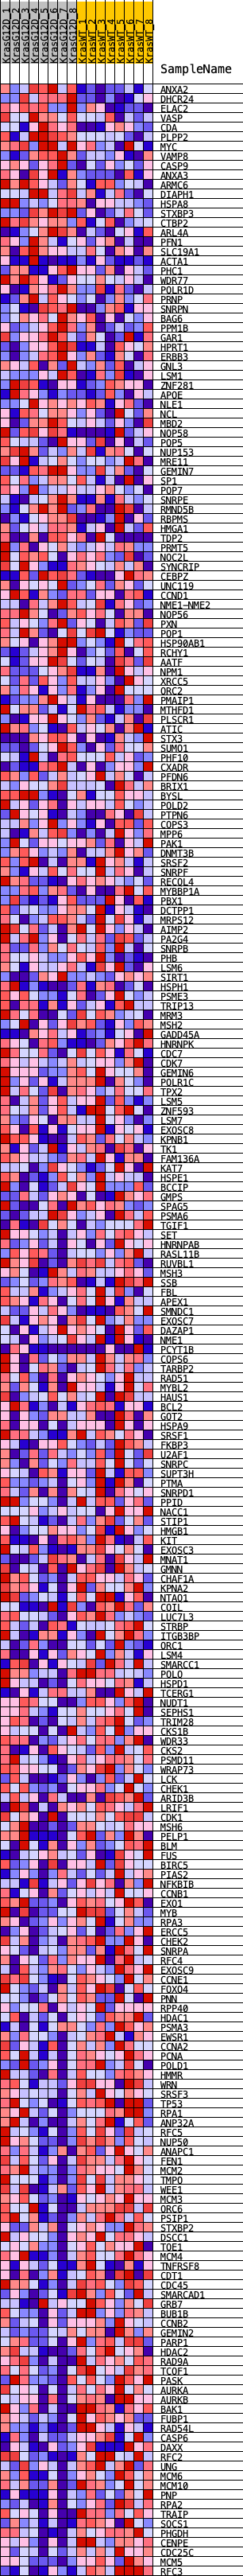 KrasG12D_1
KrasG12D_2
KrasG12D_3
KrasG12D_4
KrasG12D_5
KrasG12D_6
KrasG12D_7
KrasG12D_8
KrasWT_1
KrasWT_2
KrasWT_3
KrasWT_4
KrasWT_5
KrasWT_6
KrasWT_7
KrasWT_8
SampleName
ANXA2
DHCR24
ELAC2
VASP
CDA
PLPP2
MYC
VAMP8
CASP9
ANXA3
ARMC6
DIAPH1
HSPA8
STXBP3
CTBP2
ARL4A
PFN1
SLC19A1
ACTA1
PHC1
WDR77
POLR1D
PRNP
SNRPN
BAG6
PPM1B
GAR1
HPRT1
ERBB3
GNL3
LSM1
ZNF281
APOE
NLE1
NCL
MBD2
NOP58
POP5
NUP153
MRE11
GEMIN7
SP1
POP7
SNRPE
RMND5B
RBPMS
HMGA1
TDP2
PRMT5
NOC2L
SYNCRIP
CEBPZ
UNC119
CCND1
NME1-NME2
NOP56
PXN
POP1
HSP90AB1
RCHY1
AATF
NPM1
XRCC5
ORC2
PMAIP1
MTHFD1
PLSCR1
ATIC
STX3
SUMO1
PHF10
CXADR
PFDN6
BRIX1
BYSL
POLD2
PTPN6
COPS3
MPP6
PAK1
DNMT3B
SRSF2
SNRPF
RECQL4
MYBBP1A
PBX1
DCTPP1
MRPS12
AIMP2
PA2G4
SNRPB
PHB
LSM6
SIRT1
HSPH1
PSME3
TRIP13
MRM3
MSH2
GADD45A
HNRNPK
CDC7
CDK7
GEMIN6
POLR1C
TPX2
LSM5
ZNF593
LSM7
EXOSC8
KPNB1
TK1
FAM136A
KAT7
HSPE1
BCCIP
GMPS
SPAG5
PSMA6
TGIF1
SET
HNRNPAB
RASL11B
RUVBL1
MSH3
SSB
FBL
APEX1
SMNDC1
EXOSC7
DAZAP1
NME1
PCYT1B
COPS6
TARBP2
RAD51
MYBL2
HAUS1
BCL2
GOT2
HSPA9
SRSF1
FKBP3
U2AF1
SNRPC
SUPT3H
PTMA
SNRPD1
PPID
NACC1
STIP1
HMGB1
KIT
EXOSC3
MNAT1
GMNN
CHAF1A
KPNA2
NTAQ1
COIL
LUC7L3
STRBP
ITGB3BP
ORC1
LSM4
SMARCC1
POLQ
HSPD1
TCERG1
NUDT1
SEPHS1
TRIM28
CKS1B
WDR33
CKS2
PSMD11
WRAP73
LCK
CHEK1
ARID3B
LRIF1
CDK1
MSH6
PELP1
BLM
FUS
BIRC5
PIAS2
NFKBIB
CCNB1
EXO1
MYB
RPA3
ERCC5
CHEK2
SNRPA
RFC4
EXOSC9
CCNE1
FOXO4
PNN
RPP40
HDAC1
PSMA3
EWSR1
CCNA2
PCNA
POLD1
HMMR
WRN
SRSF3
TP53
RPA1
ANP32A
RFC5
NUP50
ANAPC1
FEN1
MCM2
TMPO
WEE1
MCM3
ORC6
PSIP1
STXBP2
DSCC1
TOE1
MCM4
TNFRSF8
CDT1
CDC45
SMARCAD1
GRB7
BUB1B
CCNB2
GEMIN2
PARP1
HDAC2
RAD9A
TCOF1
PASK
AURKA
AURKB
BAK1
FUBP1
RAD54L
CASP6
DAXX
RFC2
UNG
MCM6
MCM10
PNP
RPA2
TRAIP
SOCS1
PHGDH
CENPE
CDC25C
MCM5
RFC3